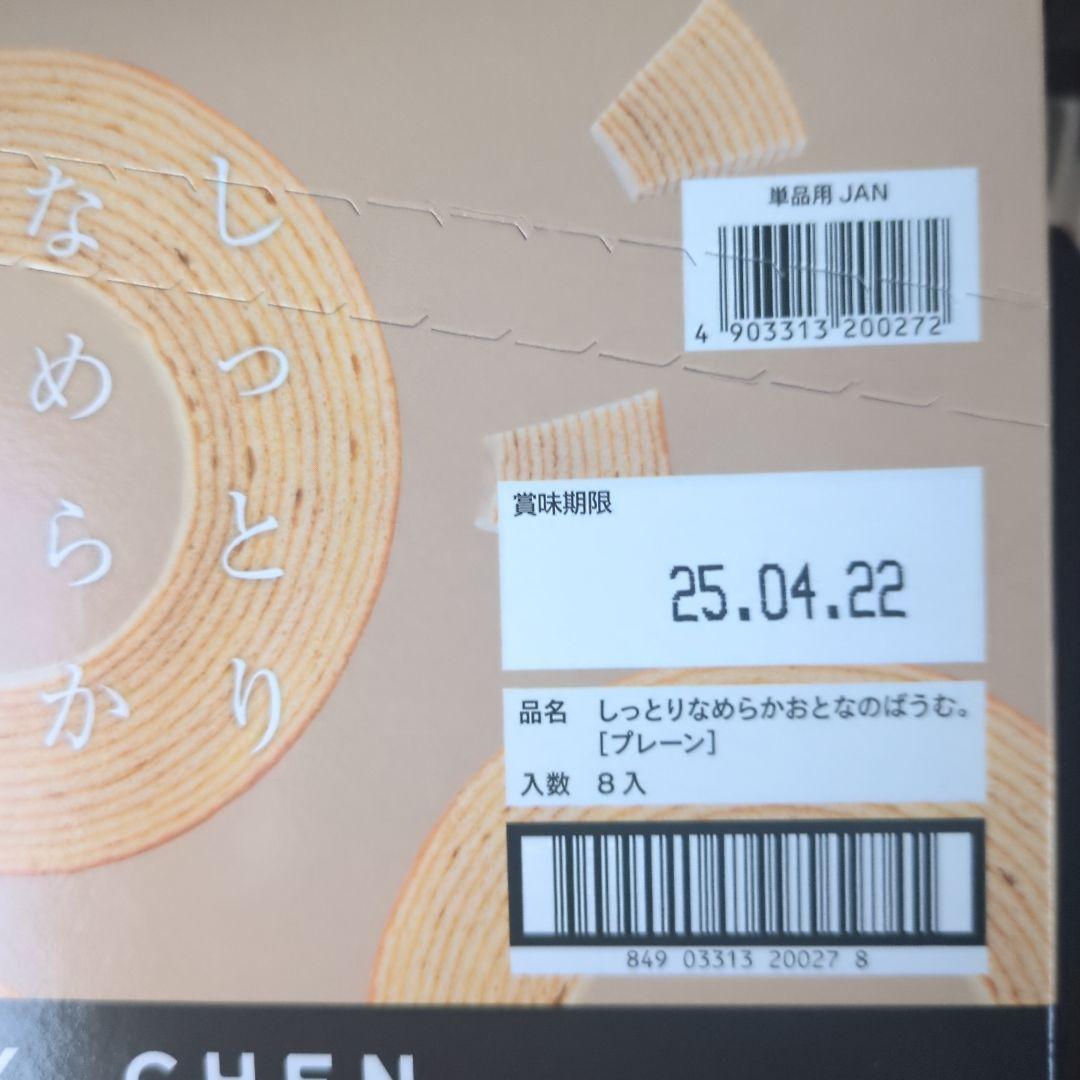 しっとり
なめらか
単品用 JAN
4 903313 200272
賞味期限
25.04.22
品名 しっとりなめらかおとなのばうむ。
[プレーン]
入数 8入
849 03313 20027 8
CHEN